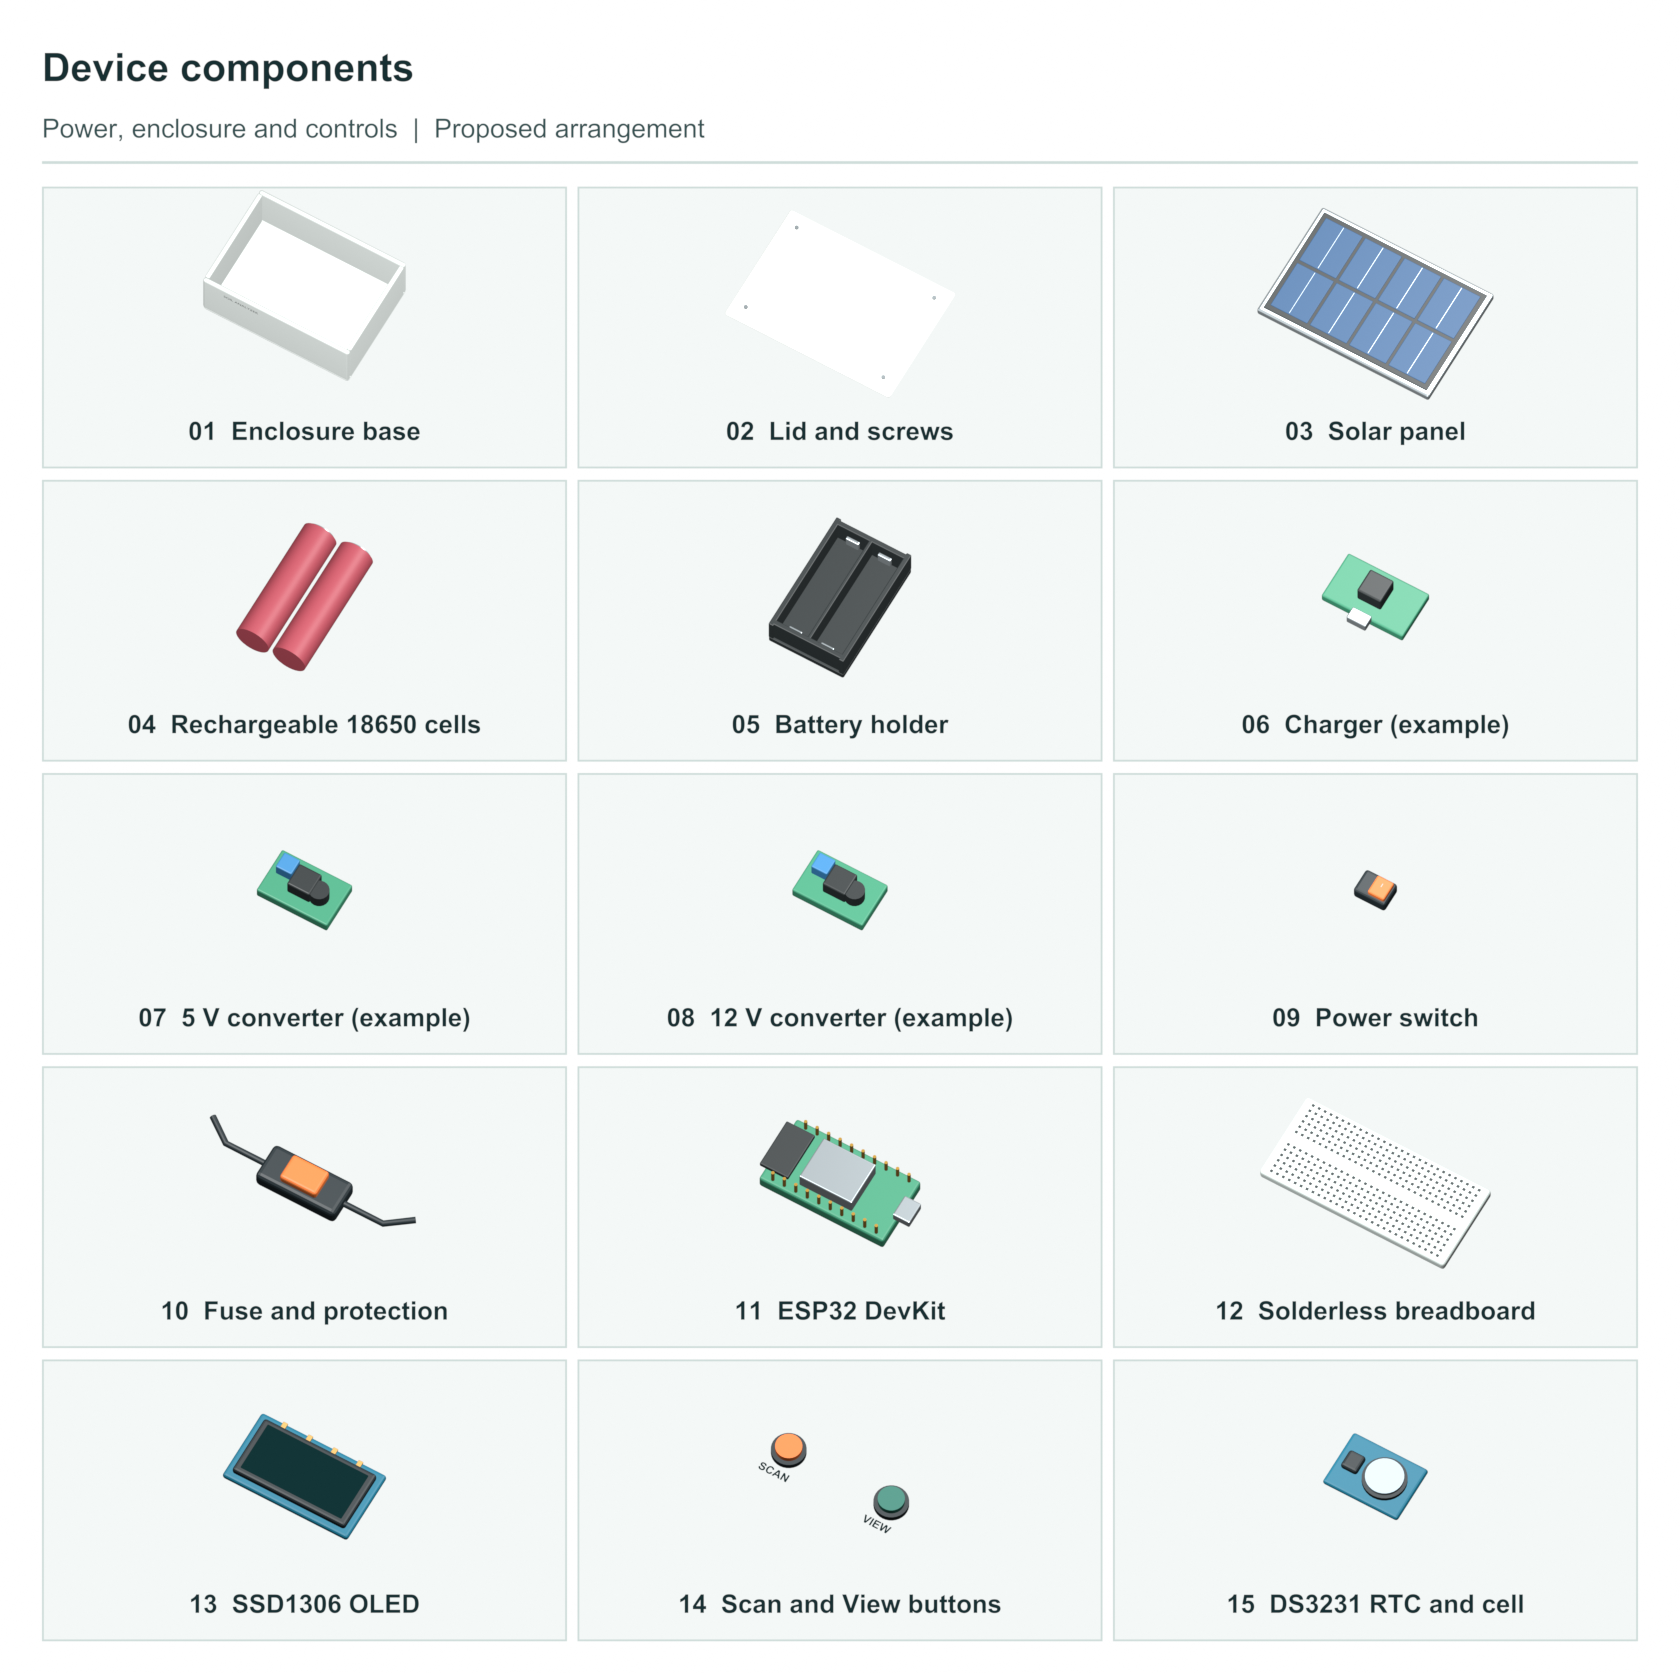 Device components
Power, enclosure and controls | Proposed arrangement
01 Enclosure base
02 Lid and screws
03 Solar panel
04 Rechargeable 18650 cells
05 Battery holder
06 Charger (example)
07 5 V converter (example)
08 12 V converter (example)
09 Power switch
10 Fuse and protection
11 ESP32 DevKit
12 Solderless breadboard
SCAN
VIEW
13 SSD1306 OLED
14 Scan and View buttons
15 DS3231 RTC and cell